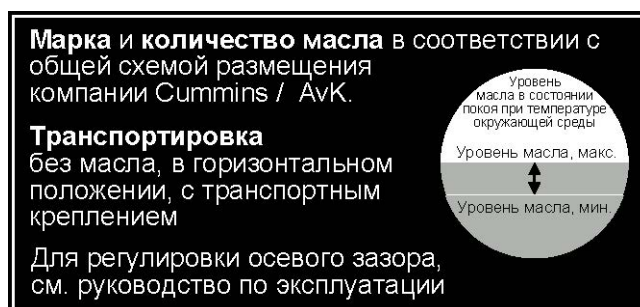 Марка и количество масла в соответствии с
общей схемой размещения
компании Cummins / AvK.
Транспортировка
без масла, в горизонтальном
положении, с транспортным
креплением
Для регулировки осевого зазора,
см. руководство по эксплуатации
Уровень
масла в состоянии
покоя при температуре
окружающей среды
Уровень масла, макс.
Уровень масла, мин.